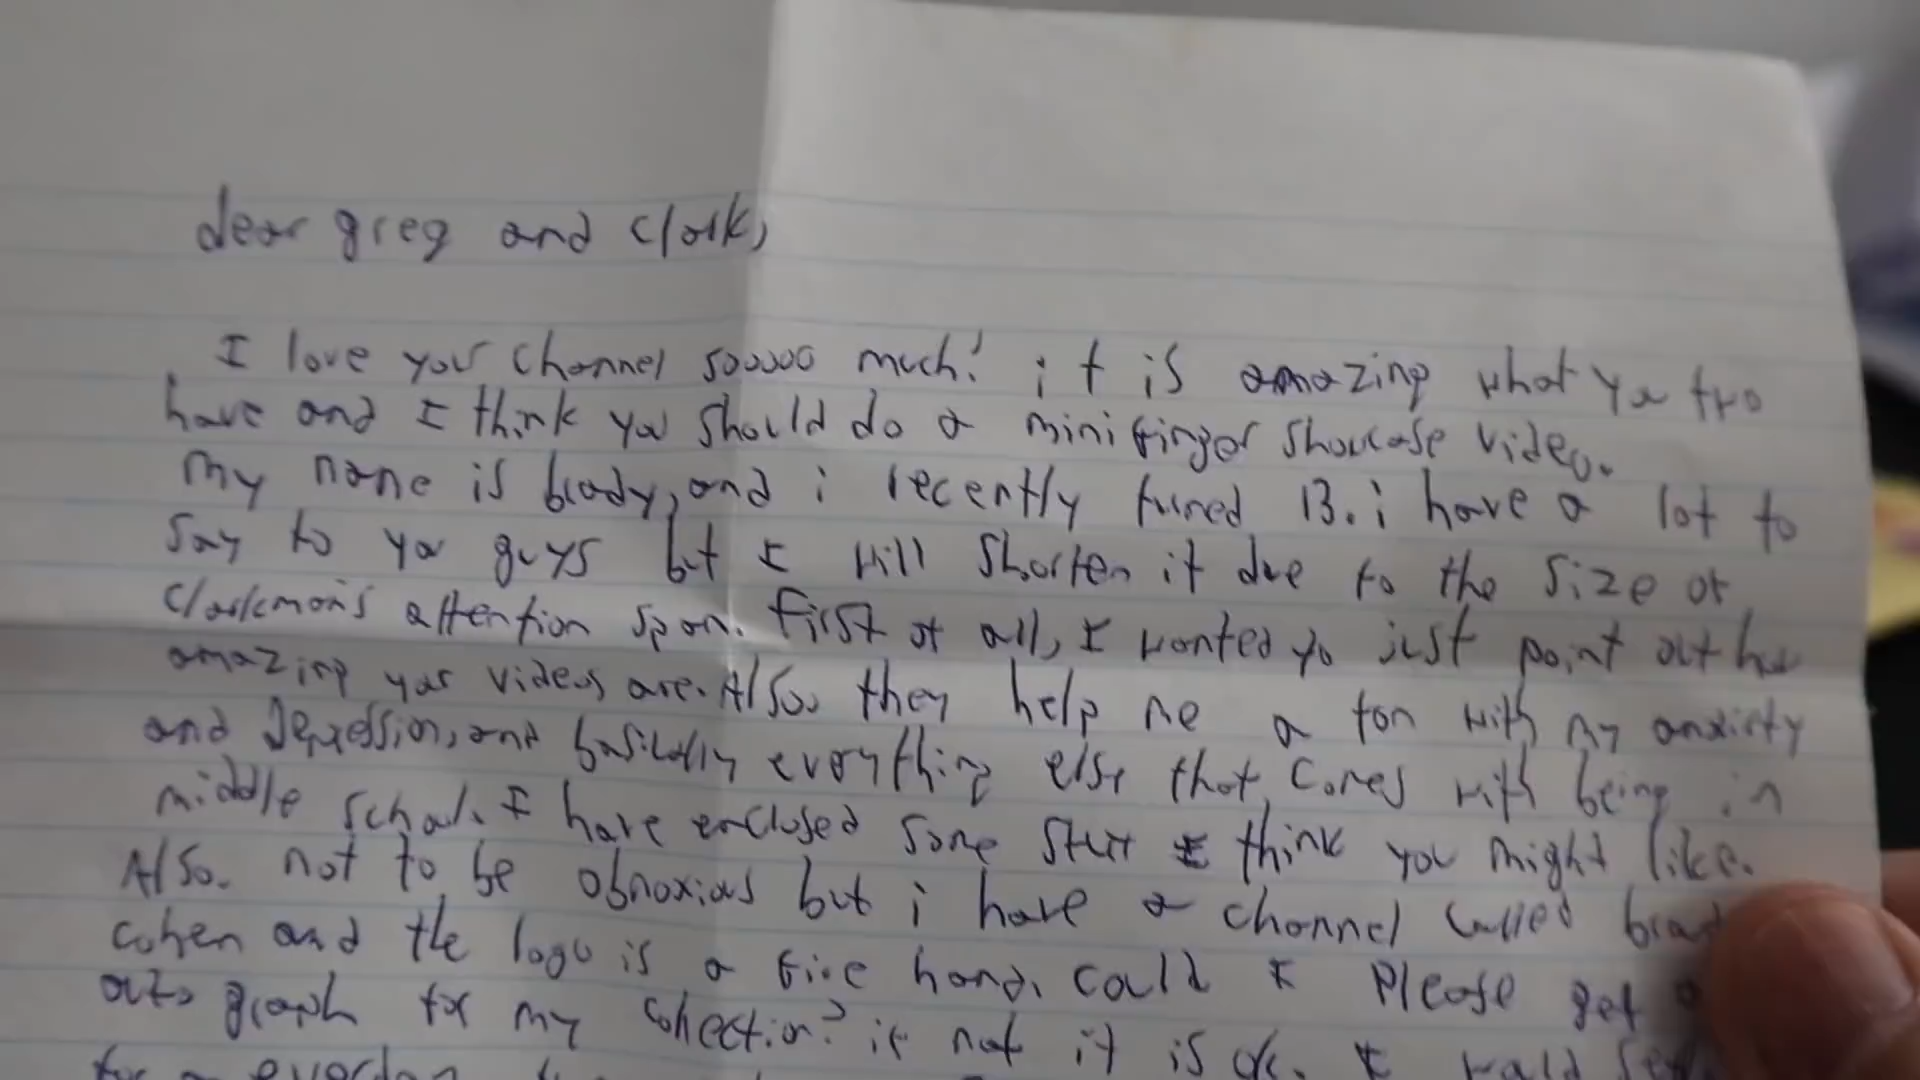 dear greg and clark,
I love your channel sooooo much! it is amazing what you two
have and I think you should do a minifinger showcase video.
My name is brady, and i recently turned 13. i have a lot to
say to you guys but I will shorten it due to the size of
clarkman's attention span. first of all, I wanted to just point out how
amazing your videos are. Also, they help me a ton with my anxiety
and depression, and basically everything else that comes with being in
middle school. I have enclosed some stuff I think you might like.
Also. not to be obnoxious but i have a channel called
cohen and the logo is a fire hand. could I Please get
autograph for my collection? if not it is ok. I
for